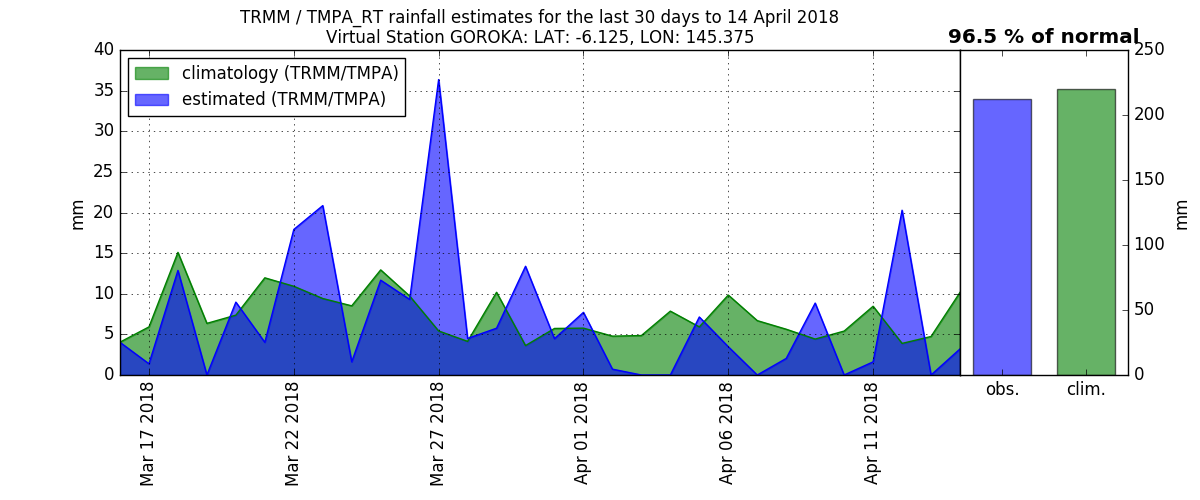 TRMM / TMPA_RT rainfall estimates for the last 30 days to 14 April 2018
Virtual Station GOROKA: LAT: -6.125, LON: 145.375
96.5 % of normal
climatology (TRMM/TMPA)
estimated (TRMM/TMPA)
40
35
30
25
20
15
10
5
0
mm
250
200
150
100
50
0
mm
Mar 17 2018
Mar 22 2018
Mar 27 2018
Apr 01 2018
Apr 06 2018
Apr 11 2018
obs.
clim.